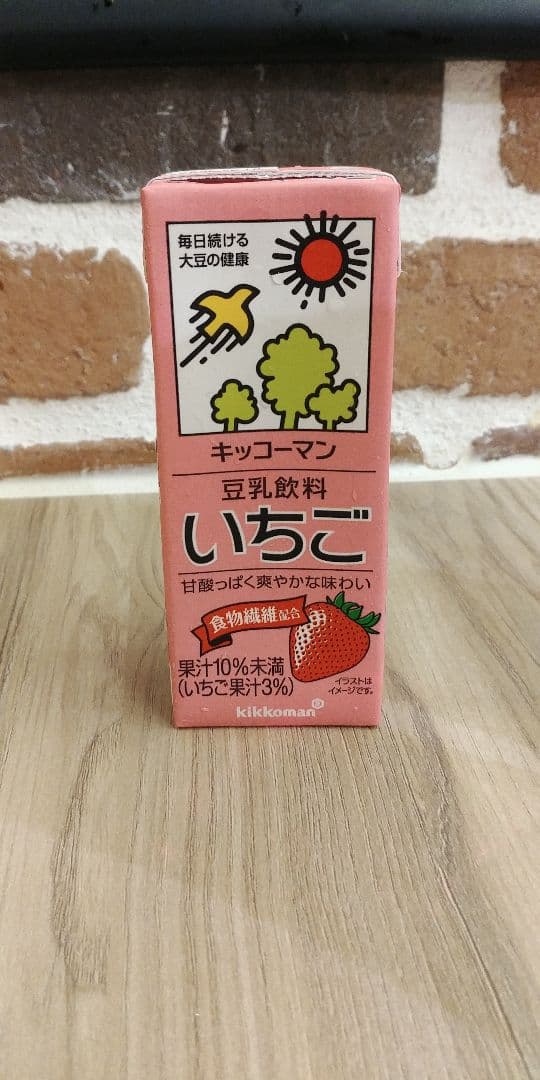 毎日続ける
大豆の健康
キッコーマン
豆乳飲料
いちご
甘酸っぱく爽やかな味わい
食物繊維配合
果汁10%未満
(いちご果汁3%)
イラストは
イメージです。
kikkoman®